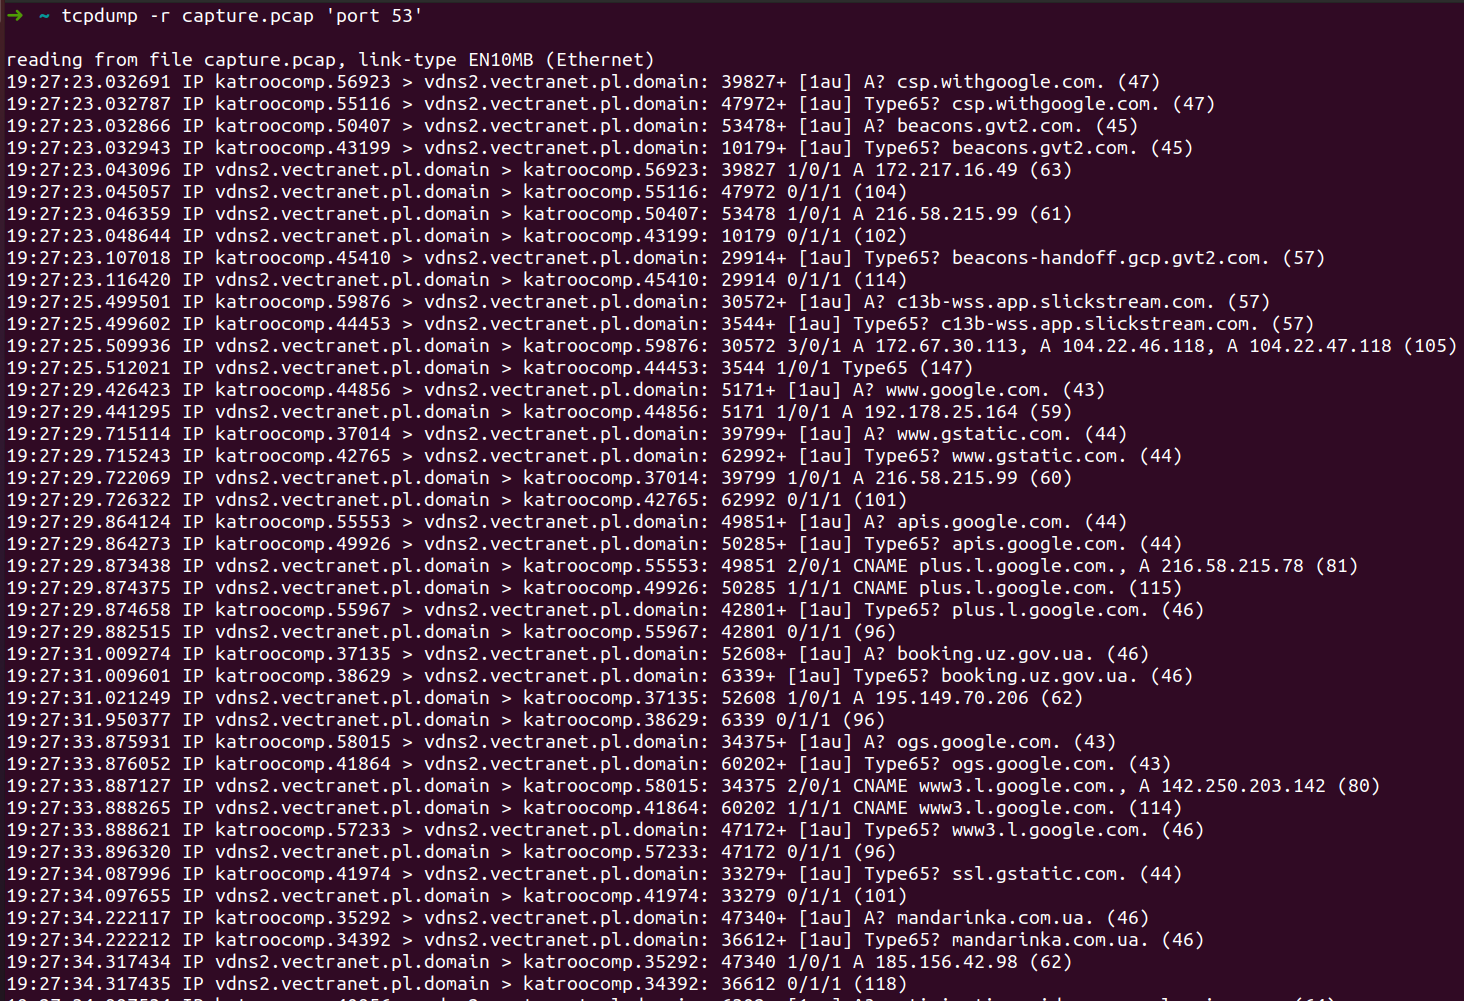 → ~ tcpdump -r capture.pcap 'port 53'
reading from file capture.pcap, link-type EN10MB (Ethernet)
19:27:23.032691 IP katroocomp.56923 > vdns2.vectranet.pl.domain: 39827+ [1au] A? csp.withgoogle.com. (47)
19:27:23.032787 IP katroocomp.55116 > vdns2.vectranet.pl.domain: 47972+ [1au] Type65? csp.withgoogle.com. (47)
19:27:23.032866 IP katroocomp.50407 > vdns2.vectranet.pl.domain: 53478+ [1au] A? beacons.gvt2.com. (45)
19:27:23.032943 IP katroocomp.43199 > vdns2.vectranet.pl.domain: 10179+ [1au] Type65? beacons.gvt2.com. (45)
19:27:23.043096 IP vdns2.vectranet.pl.domain > katroocomp.56923: 39827 1/0/1 A 172.217.16.49 (63)
19:27:23.045057 IP vdns2.vectranet.pl.domain > katroocomp.55116: 47972 0/1/1 (104)
19:27:23.046359 IP vdns2.vectranet.pl.domain > katroocomp.50407: 53478 1/0/1 A 216.58.215.99 (61)
19:27:23.048644 IP vdns2.vectranet.pl.domain > katroocomp.43199: 10179 0/1/1 (102)
19:27:23.107018 IP katroocomp.45410 > vdns2.vectranet.pl.domain: 29914+ [1au] Type65? beacons-handoff.gcp.gvt2.com. (57)
19:27:23.116420 IP vdns2.vectranet.pl.domain > katroocomp.45410: 29914 0/1/1 (114)
19:27:25.499501 IP katroocomp.59876 > vdns2.vectranet.pl.domain: 30572+ [1au] A? c13b-wss.app.slickstream.com. (57)
19:27:25.499602 IP katroocomp.44453 > vdns2.vectranet.pl.domain: 3544+ [1au] Type65? c13b-wss.app.slickstream.com. (57)
19:27:25.509936 IP vdns2.vectranet.pl.domain > katroocomp.59876: 30572 3/0/1 A 172.67.30.113, A 104.22.46.118, A 104.22.47.118 (105)
19:27:25.512021 IP vdns2.vectranet.pl.domain > katroocomp.44453: 3544 1/0/1 Type65 (147)
19:27:29.426423 IP katroocomp.44856 > vdns2.vectranet.pl.domain: 5171+ [1au] A? www.google.com. (43)
19:27:29.441295 IP vdns2.vectranet.pl.domain > katroocomp.44856: 5171 1/0/1 A 192.178.25.164 (59)
19:27:29.715114 IP katroocomp.37014 > vdns2.vectranet.pl.domain: 39799+ [1au] A? www.gstatic.com. (44)
19:27:29.715243 IP katroocomp.42765 > vdns2.vectranet.pl.domain: 62992+ [1au] Type65? www.gstatic.com. (44)
19:27:29.722069 IP vdns2.vectranet.pl.domain > katroocomp.37014: 39799 1/0/1 A 216.58.215.99 (60)
19:27:29.726322 IP vdns2.vectranet.pl.domain > katroocomp.42765: 62992 0/1/1 (101)
19:27:29.864124 IP katroocomp.55553 > vdns2.vectranet.pl.domain: 49851+ [1au] A? apis.google.com. (44)
19:27:29.864273 IP katroocomp.49926 > vdns2.vectranet.pl.domain: 50285+ [1au] Type65? apis.google.com. (44)
19:27:29.873438 IP vdns2.vectranet.pl.domain > katroocomp.55553: 49851 2/0/1 CNAME plus.l.google.com., A 216.58.215.78 (81)
19:27:29.874375 IP vdns2.vectranet.pl.domain > katroocomp.49926: 50285 1/1/1 CNAME plus.l.google.com. (115)
19:27:29.874658 IP katroocomp.55967 > vdns2.vectranet.pl.domain: 42801+ [1au] Type65? plus.l.google.com. (46)
19:27:29.882515 IP vdns2.vectranet.pl.domain > katroocomp.55967: 42801 0/1/1 (96)
19:27:31.009274 IP katroocomp.37135 > vdns2.vectranet.pl.domain: 52608+ [1au] A? booking.uz.gov.ua. (46)
19:27:31.009601 IP katroocomp.38629 > vdns2.vectranet.pl.domain: 6339+ [1au] Type65? booking.uz.gov.ua. (46)
19:27:31.021249 IP vdns2.vectranet.pl.domain > katroocomp.37135: 52608 1/0/1 A 195.149.70.206 (62)
19:27:31.950377 IP vdns2.vectranet.pl.domain > katroocomp.38629: 6339 0/1/1 (96)
19:27:33.875931 IP katroocomp.58015 > vdns2.vectranet.pl.domain: 34375+ [1au] A? ogs.google.com. (43)
19:27:33.876052 IP katroocomp.41864 > vdns2.vectranet.pl.domain: 60202+ [1au] Type65? ogs.google.com. (43)
19:27:33.887127 IP vdns2.vectranet.pl.domain > katroocomp.58015: 34375 2/0/1 CNAME www3.l.google.com., A 142.250.203.142 (80)
19:27:33.888265 IP vdns2.vectranet.pl.domain > katroocomp.41864: 60202 1/1/1 CNAME www3.l.google.com. (114)
19:27:33.888621 IP katroocomp.57233 > vdns2.vectranet.pl.domain: 47172+ [1au] Type65? www3.l.google.com. (46)
19:27:33.896320 IP vdns2.vectranet.pl.domain > katroocomp.57233: 47172 0/1/1 (96)
19:27:34.087996 IP katroocomp.41974 > vdns2.vectranet.pl.domain: 33279+ [1au] Type65? ssl.gstatic.com. (44)
19:27:34.097655 IP vdns2.vectranet.pl.domain > katroocomp.41974: 33279 0/1/1 (101)
19:27:34.222117 IP katroocomp.35292 > vdns2.vectranet.pl.domain: 47340+ [1au] A? mandarinka.com.ua. (46)
19:27:34.222212 IP katroocomp.34392 > vdns2.vectranet.pl.domain: 36612+ [1au] Type65? mandarinka.com.ua. (46)
19:27:34.317434 IP vdns2.vectranet.pl.domain > katroocomp.35292: 47340 1/0/1 A 185.156.42.98 (62)
19:27:34.317435 IP vdns2.vectranet.pl.domain > katroocomp.34392: 36612 0/1/1 (118)